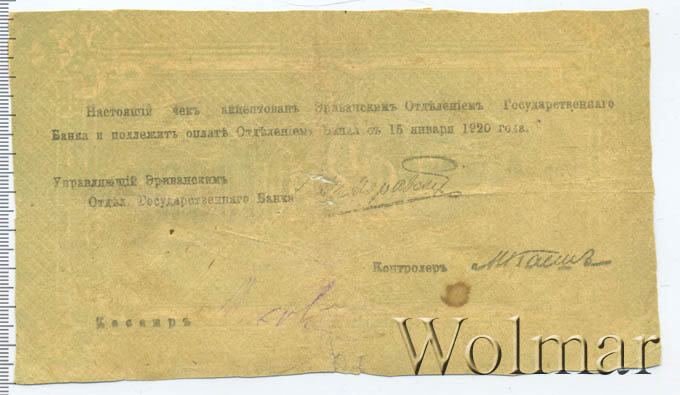 Настоящій чекъ акцептованъ Эриванскимъ Отдѣленіемъ Государственнаго
Банка и подлежитъ оплатѣ Отдѣленіемъ Банка съ 15 января 1920 года.
Управляющій Эриванскимъ
Отдѣл. Государственнаго Банка
Контролеръ
Кассиръ
Wolmar